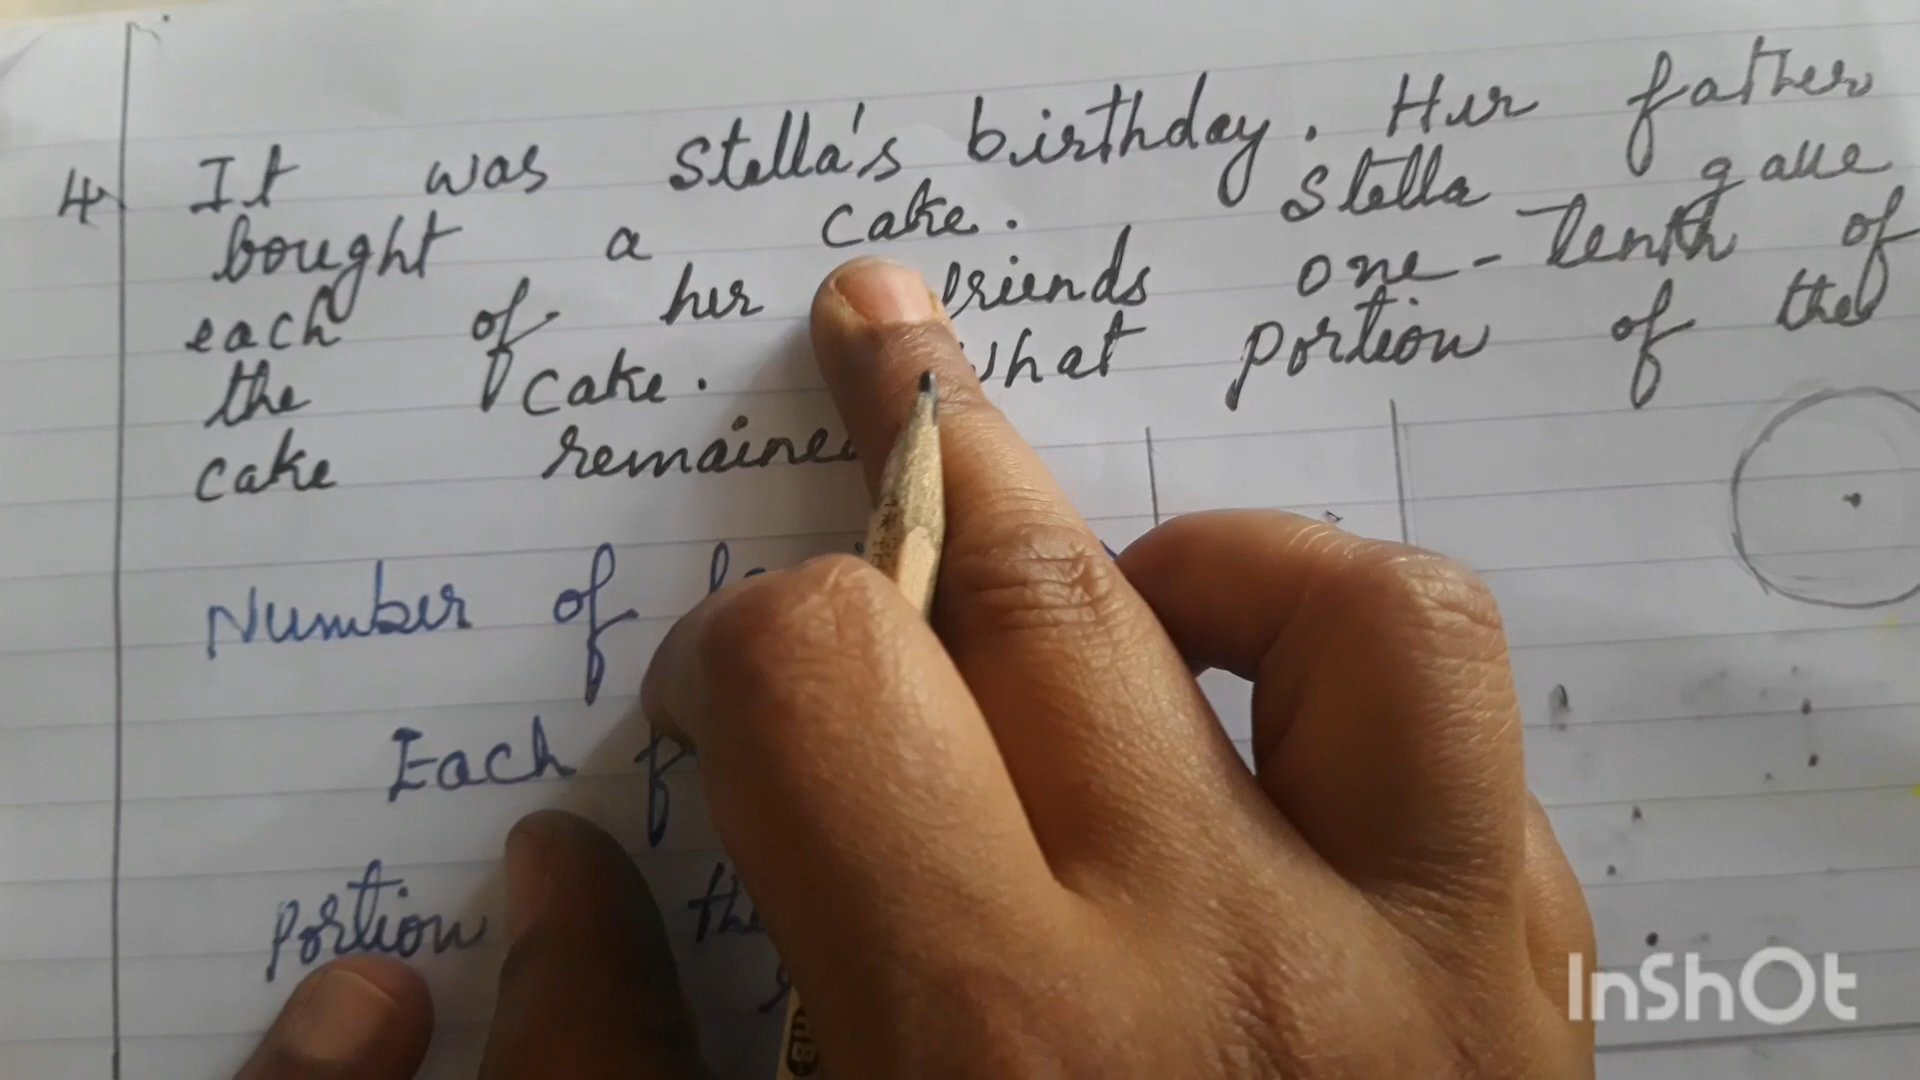 4 It was Stella's birthday. Her father
bought a cake. Stella gave
each of her friends one-tenth of
the cake. What portion of the
cake remained
Number of
Each
portion the
InShOt